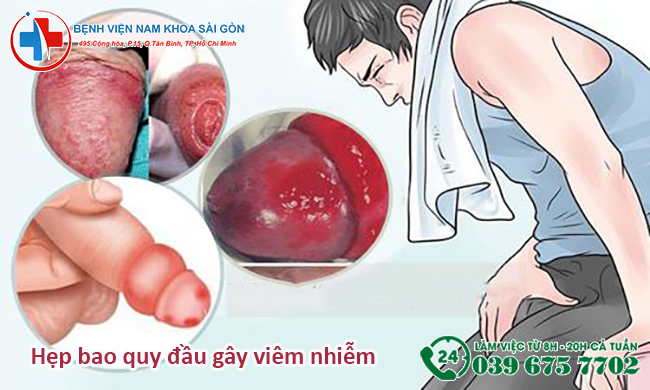 BỆNH VIỆN NAM KHOA SÀI GÒN
495 Cộng hòa, P.15, Q.Tân Bình, TP.Hồ Chí Minh
Hẹp bao quy đầu gây viêm nhiễm
24
LÀM VIỆC TỪ 8H - 20H CẢ TUẦN
039 675 7702